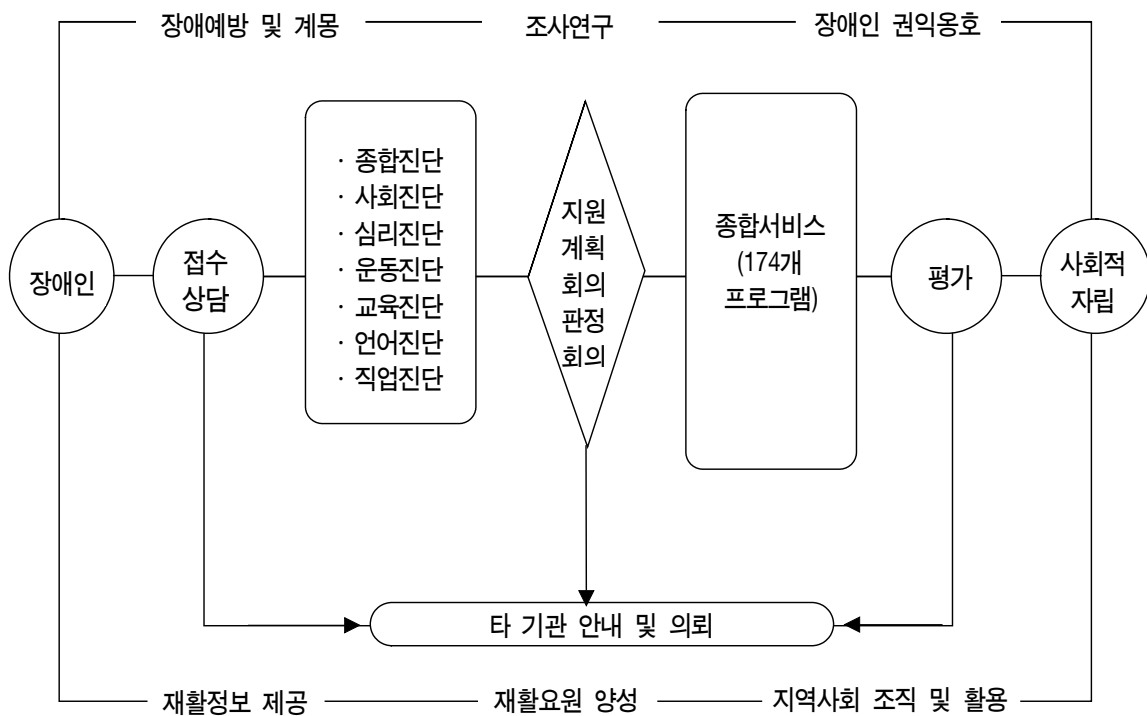 장애예방 및 계몽
조사연구
장애인 권익옹호
장애인
접수
상담
· 종합진단
· 사회진단
· 심리진단
· 운동진단
· 교육진단
· 언어진단
· 직업진단
지원
계획
회의
판정
회의
종합서비스
(174개
프로그램)
평가
사회적
자립
타 기관 안내 및 의뢰
재활정보 제공
재활요원 양성
지역사회 조직 및 활용